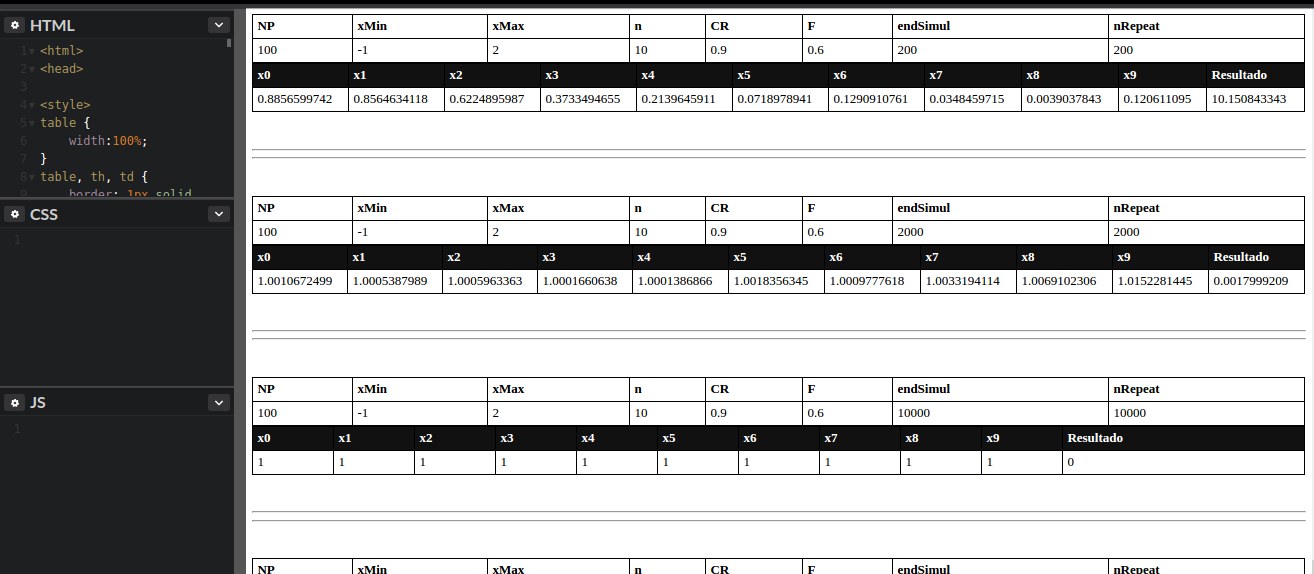 HTML
1 <html>
2 <head>
3
4 <style>
5 table {
6 width:100%;
7 }
8 table, th, td {
9 border: 1px solid
CSS
1
JS
1
NP xMin xMax n CR F endSimul nRepeat
100 -1 2 10 0.9 0.6 200 200
x0 x1 x2 x3 x4 x5 x6 x7 x8 x9 Resultado
0.8856599742 0.8564634118 0.6224895987 0.3733494655 0.2139645911 0.0718978941 0.1290910761 0.0348459715 0.0039037843 0.120611095 10.150843343
NP xMin xMax n CR F endSimul nRepeat
100 -1 2 10 0.9 0.6 2000 2000
x0 x1 x2 x3 x4 x5 x6 x7 x8 x9 Resultado
1.0010672499 1.0005387989 1.0005963363 1.0001660638 1.0001386866 1.0018356345 1.0009777618 1.0033194114 1.0069102306 1.0152281445 0.0017999209
NP xMin xMax n CR F endSimul nRepeat
100 -1 2 10 0.9 0.6 10000 10000
x0 x1 x2 x3 x4 x5 x6 x7 x8 x9 Resultado
1 1 1 1 1 1 1 1 1 1 0
NP xMin xMax n CR F endSimul nRepeat